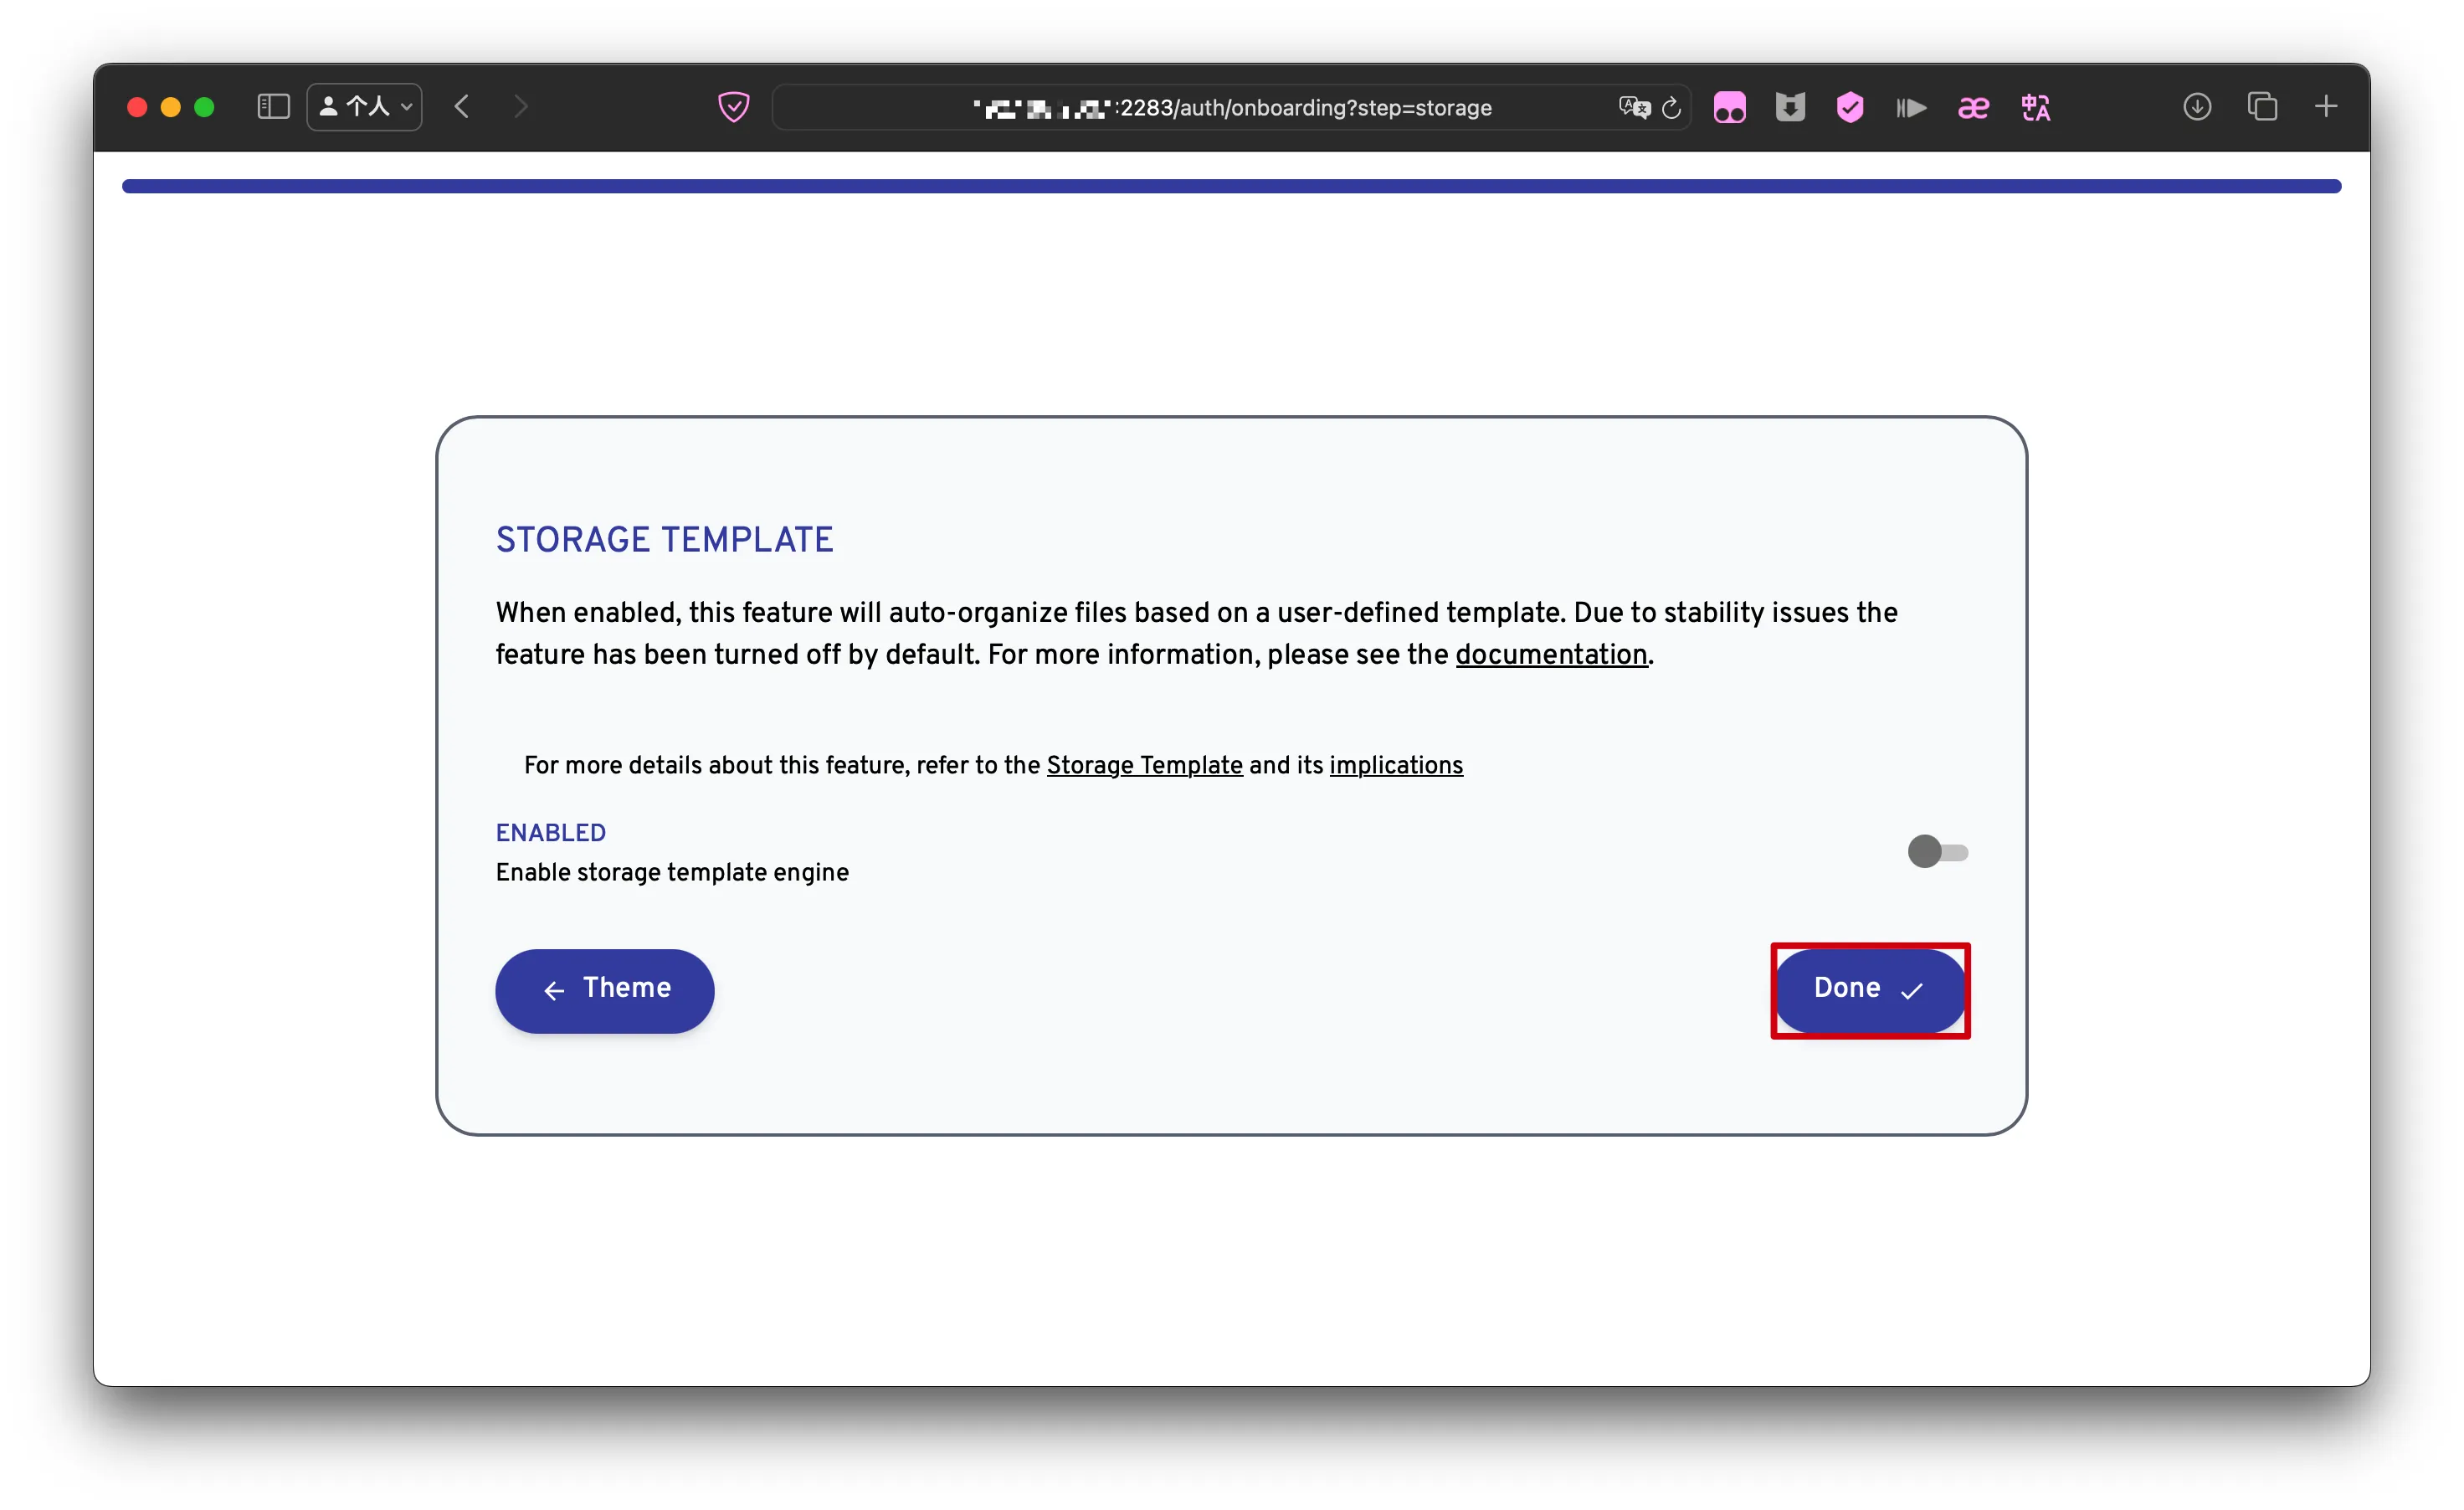 个人
:2283/auth/onboarding?step=storage
STORAGE TEMPLATE
When enabled, this feature will auto-organize files based on a user-defined template. Due to stability issues the
feature has been turned off by default. For more information, please see the documentation.
For more details about this feature, refer to the Storage Template and its implications
ENABLED
Enable storage template engine
Theme
Done